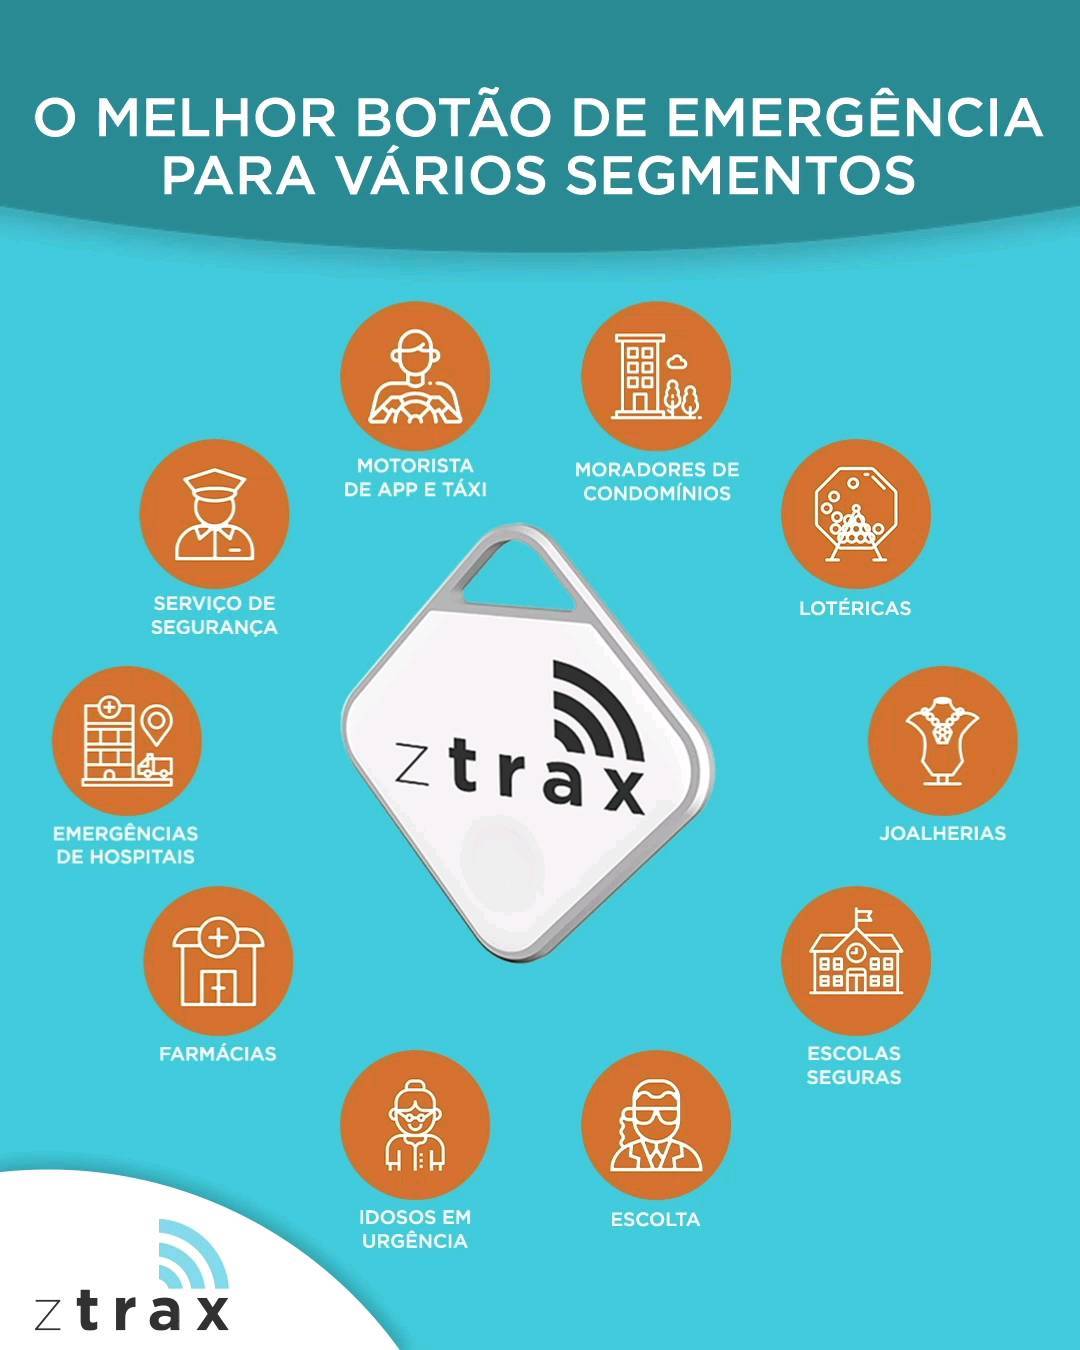 O MELHOR BOTÃO DE EMERGÊNCIA
PARA VÁRIOS SEGMENTOS
MOTORISTA
DE APP E TÁXI
MORADORES DE
CONDOMÍNIOS
SERVIÇO DE
SEGURANÇA
LOTÉRICAS
ztrax
EMERGÊNCIAS
DE HOSPITAIS
JOALHERIAS
FARMÁCIAS
ESCOLAS
SEGURAS
IDOSOS EM
URGÊNCIA
ESCOLTA
ztrax